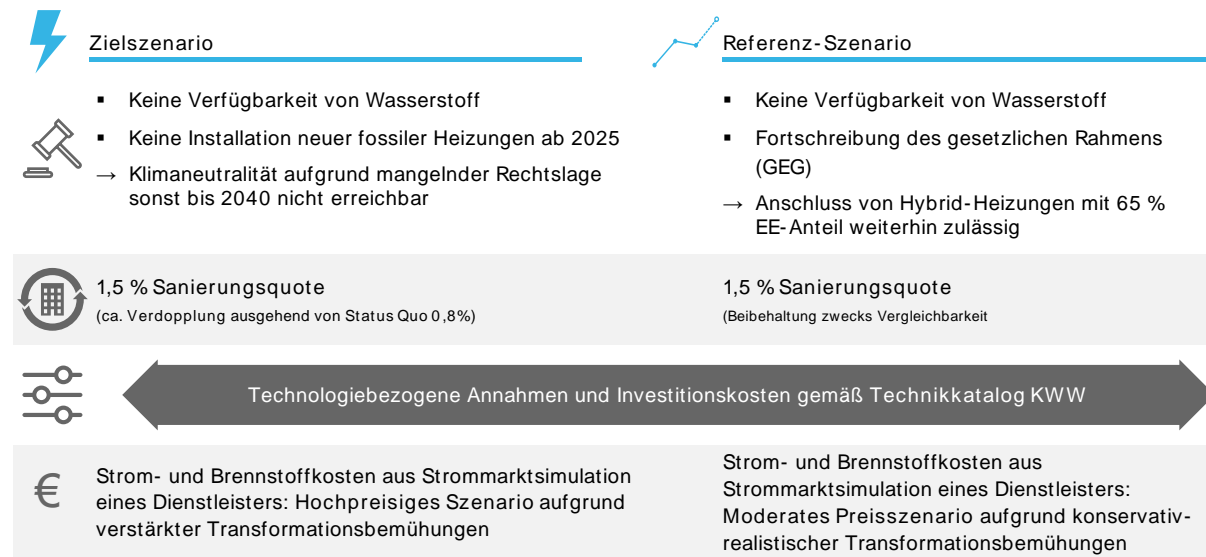 Zielszenario
▪ Keine Verfügbarkeit von Wasserstoff
▪ Keine Installation neuer fossiler Heizungen ab 2025
→ Klimaneutralität aufgrund mangelnder Rechtslage
sonst bis 2040 nicht erreichbar
Referenz-Szenario
▪ Keine Verfügbarkeit von Wasserstoff
▪ Fortschreibung des gesetzlichen Rahmens
(GEG)
→ Anschluss von Hybrid-Heizungen mit 65 %
EE-Anteil weiterhin zulässig
1,5 % Sanierungsquote
(ca. Verdopplung ausgehend von Status Quo 0,8%)
1,5 % Sanierungsquote
(Beibehaltung zwecks Vergleichbarkeit
Technologiebezogene Annahmen und Investitionskosten gemäß Technikkatalog KWW
€
Strom- und Brennstoffkosten aus Strommarktsimulation
eines Dienstleisters: Hochpreisiges Szenario aufgrund
verstärkter Transformationsbemühungen
Strom- und Brennstoffkosten aus
Strommarktsimulation eines Dienstleisters:
Moderates Preisszenario aufgrund konservativ-
realistischer Transformationsbemühungen